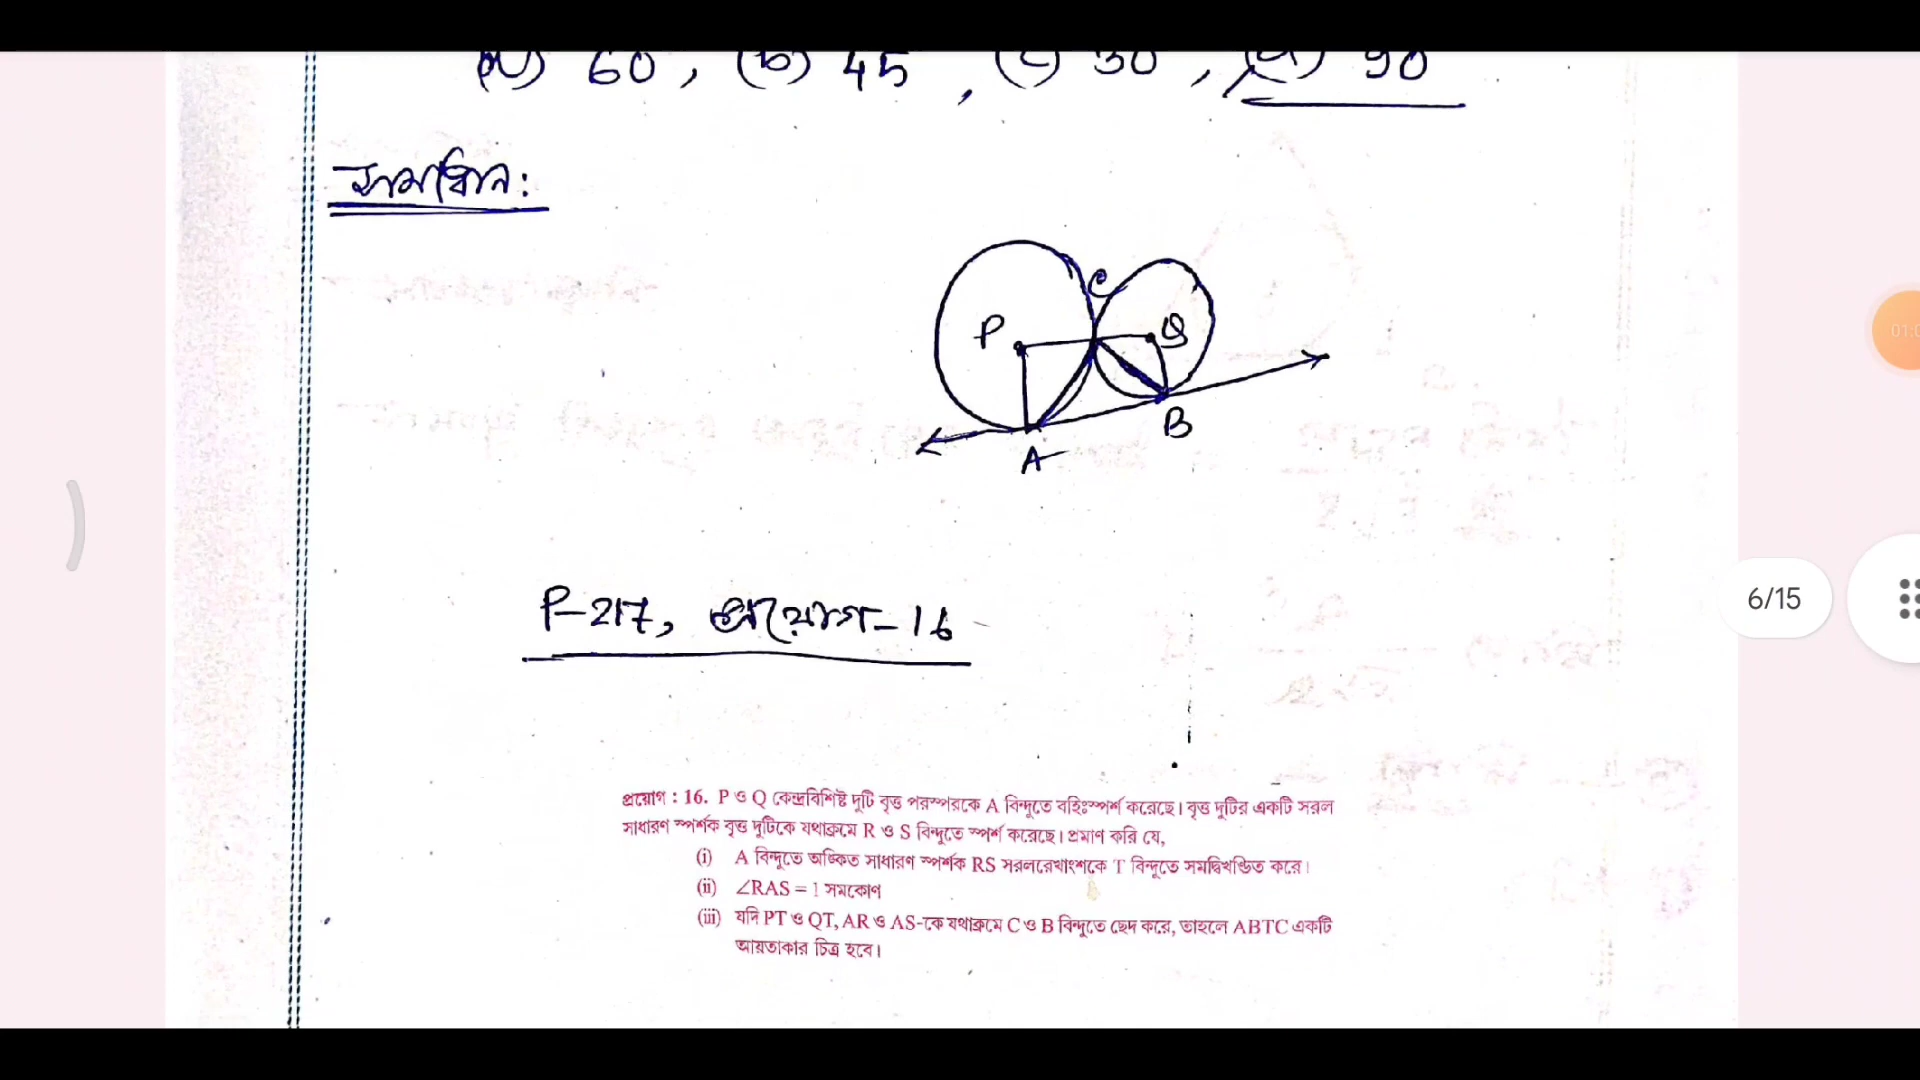 (a) 60, (b) 45, (c) 30, (d) 90
সমাধান:
C
P
Q
B
A
P-217, প্রয়োগ-16
6/15
প্রয়োগ : 16. P ও Q কেন্দ্রবিশিষ্ট দুটি বৃত্ত পরস্পরকে A বিন্দুতে বহিঃস্পর্শ করেছে। বৃত্ত দুটির একটি সরল
সাধারণ স্পর্শক বৃত্ত দুটিকে যথাক্রমে R ও S বিন্দুতে স্পর্শ করেছে। প্রমাণ করি যে,
(i) A বিন্দুতে অঙ্কিত সাধারণ স্পর্শক RS সরলরেখাংশকে T বিন্দুতে সমদ্বিখণ্ডিত করে।
(ii) ∠RAS = 1 সমকোণ
(iii) যদি PT ও QT, AR ও AS-কে যথাক্রমে C ও B বিন্দুতে ছেদ করে, তাহলে ABTC একটি
আয়তাকার চিত্র হবে।